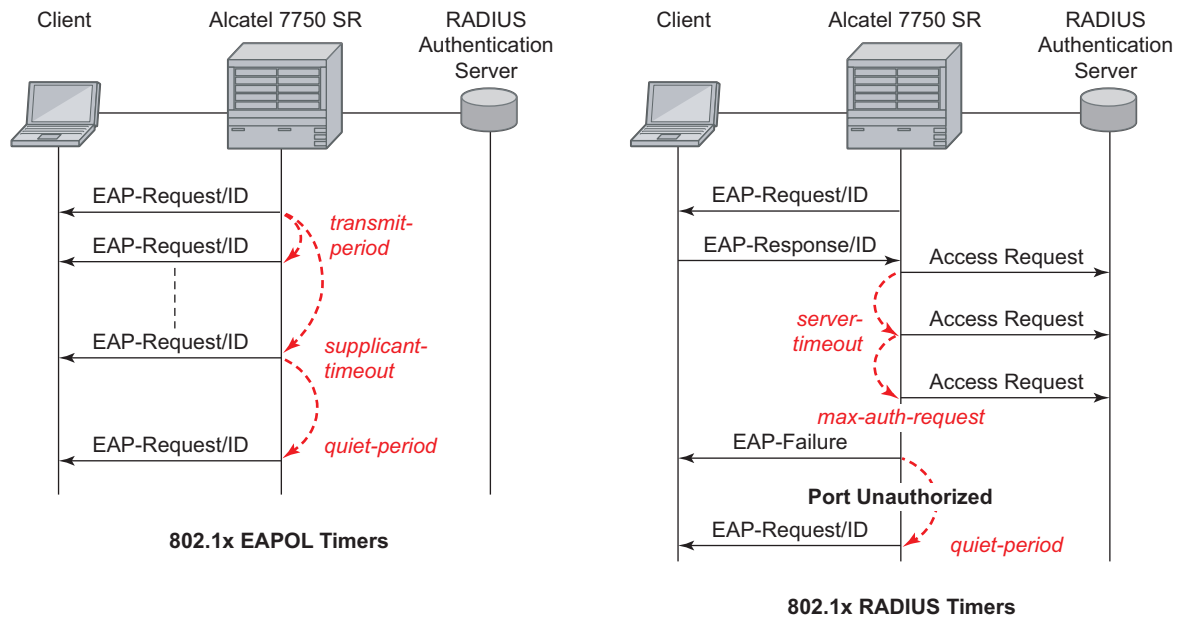 Client
Alcatel 7750 SR
RADIUS
Authentication
Server
EAP-Request/ID
transmit-
period
EAP-Request/ID
EAP-Request/ID
supplicant-
timeout
quiet-period
EAP-Request/ID
802.1x EAPOL Timers
Client
Alcatel 7750 SR
RADIUS
Authentication
Server
EAP-Request/ID
EAP-Response/ID
Access Request
server-
timeout
Access Request
Access Request
max-auth-request
EAP-Failure
Port Unauthorized
EAP-Request/ID
quiet-period
802.1x RADIUS Timers